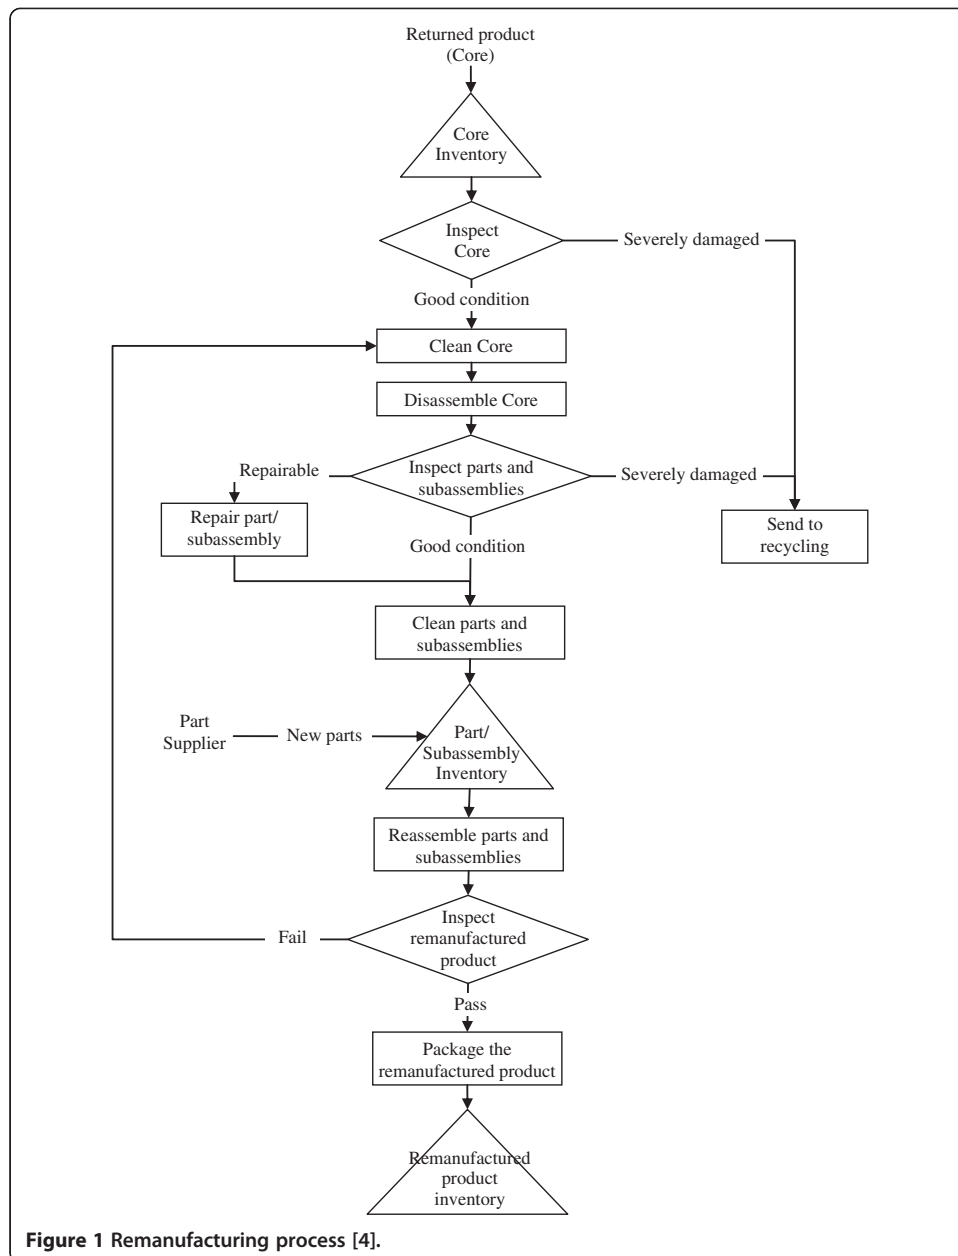 Returned product
(Core)
Core
Inventory
Inspect
Core
Severely damaged
Good condition
Clean Core
Disassemble Core
Repairable
Inspect parts and
subassemblies
Severely damaged
Repair part/
subassembly
Send to
recycling
Good condition
Clean parts and
subassemblies
Part
Supplier
New parts
Part/
Subassembly
Inventory
Reassemble parts and
subassemblies
Fail
Inspect
remanufactured
product
Pass
Package the
remanufactured product
Remanufactured
product
inventory
Figure 1 Remanufacturing process [4].